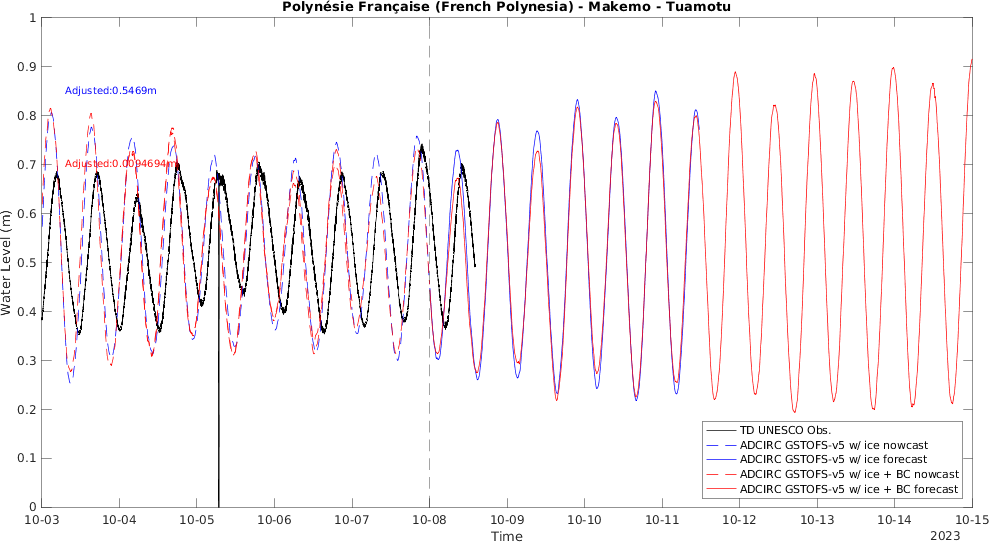 Polynésie Française (French Polynesia) - Makemo - Tuamotu
1
0.9
0.8
0.7
0.6
0.5
0.4
0.3
0.2
0.1
0
Water Level (m)
Adjusted:0.5469m
Adjusted:0.0094694m
TD UNESCO Obs.
ADCIRC GSTOFS-v5 w/ ice nowcast
ADCIRC GSTOFS-v5 w/ ice forecast
ADCIRC GSTOFS-v5 w/ ice + BC nowcast
ADCIRC GSTOFS-v5 w/ ice + BC forecast
10-03 10-04 10-05 10-06 10-07 10-08 10-09 10-10 10-11 10-12 10-13 10-14 10-15
Time
2023